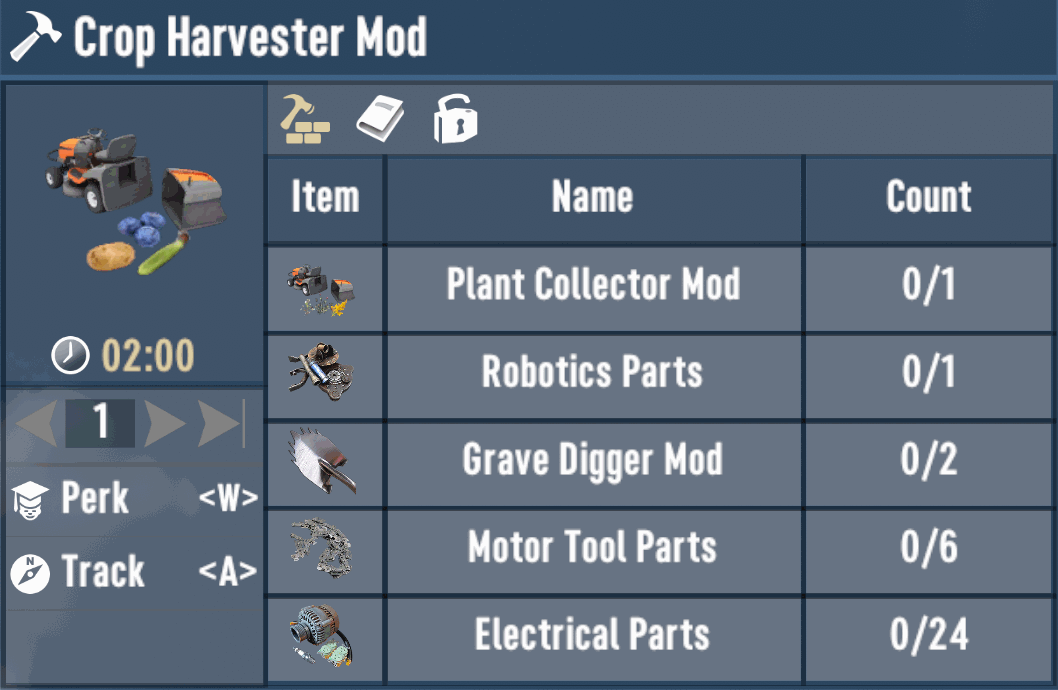 Crop Harvester Mod
Item Name Count
Plant Collector Mod 0/1
02:00
Robotics Parts 0/1
1
Grave Digger Mod 0/2
Perk <W>
Motor Tool Parts 0/6
N
Track <A>
Electrical Parts 0/24